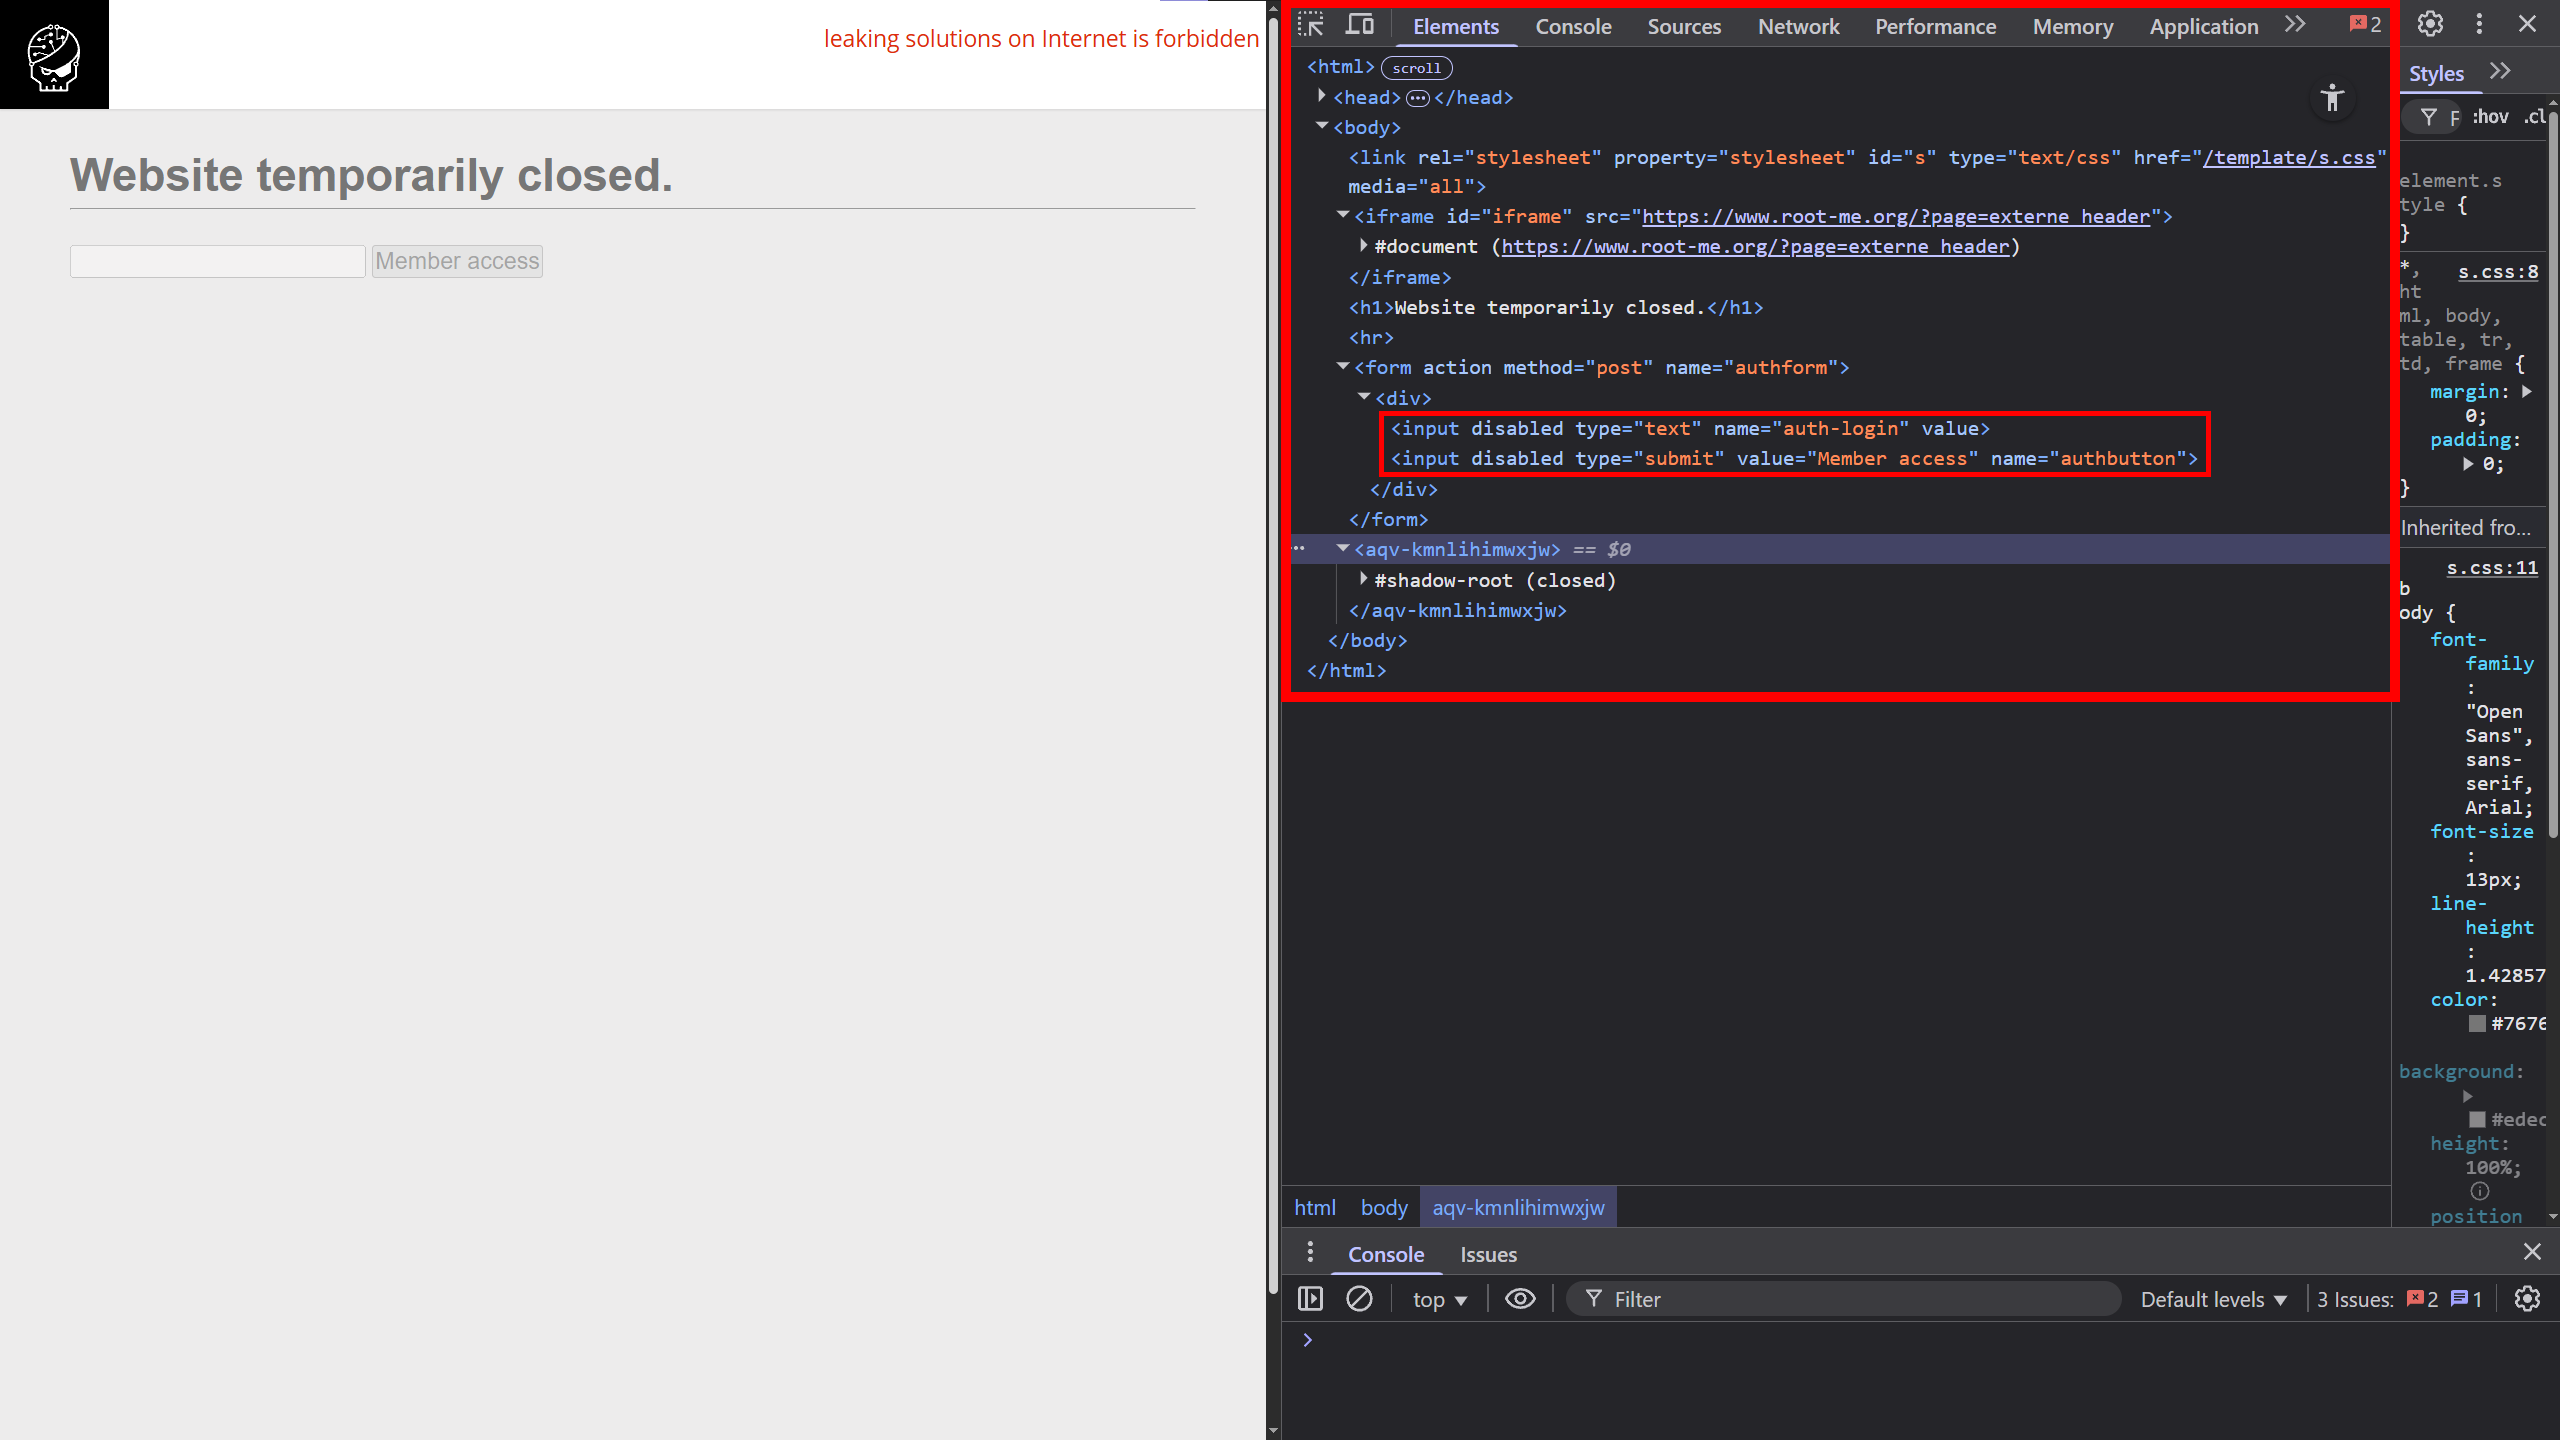 leaking solutions on Internet is forbidden
Website temporarily closed.
Member access
Elements Console Sources Network Performance Memory Application 2
<html> scroll
<head> ••• </head>
<body>
<link rel="stylesheet" property="stylesheet" id="s" type="text/css" href="/template/s.css"
media="all">
<iframe id="iframe" src="https://www.root-me.org/?page=externe_header">
#document (https://www.root-me.org/?page=externe_header)
</iframe>
<h1>Website temporarily closed.</h1>
<hr>
<form action method="post" name="authform">
<div>
<input disabled type="text" name="auth-login" value>
<input disabled type="submit" value="Member access" name="authbutton">
</div>
</form>
<aqv-kmnlihimwxjw> == $0
#shadow-root (closed)
</aqv-kmnlihimwxjw>
</body>
</html>
html body aqv-kmnlihimwxjw
Styles
F :hov .cl
element.s
tyle {
}
*, s.css:8
ht
ml, body,
table, tr,
td, frame {
margin:
0;
padding:
0;
}
Inherited fro...
s.css:11
b
ody {
font-
family
:
"Open
Sans",
sans-
serif,
Arial;
font-size
:
13px;
line-
height
:
1.42857
color:
#7676
background:
#edec
height:
100%;
position
Console Issues
top Filter Default levels 3 Issues: 2 1